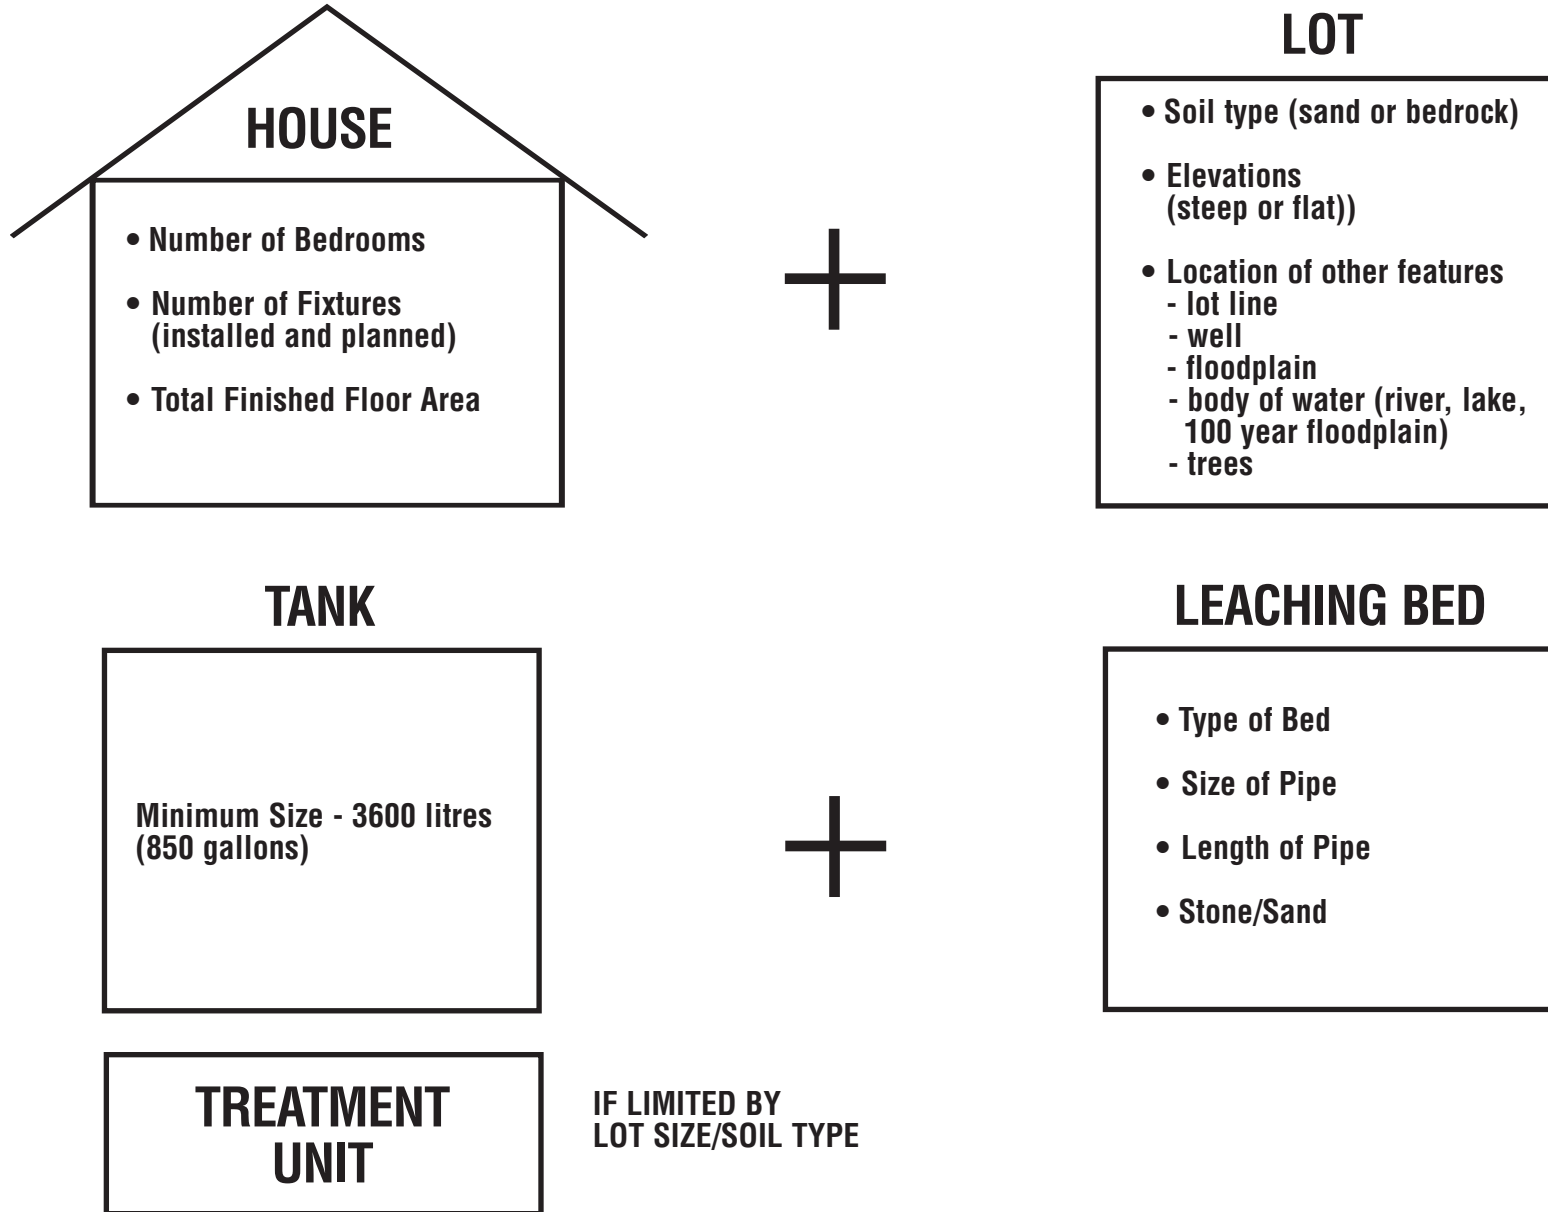 HOUSE
• Number of Bedrooms
• Number of Fixtures
(installed and planned)
• Total Finished Floor Area
LOT
• Soil type (sand or bedrock)
• Elevations
(steep or flat))
• Location of other features
- lot line
- well
- floodplain
- body of water (river, lake,
100 year floodplain)
- trees
TANK
Minimum Size - 3600 litres
(850 gallons)
LEACHING BED
• Type of Bed
• Size of Pipe
• Length of Pipe
• Stone/Sand
TREATMENT
UNIT
IF LIMITED BY
LOT SIZE/SOIL TYPE